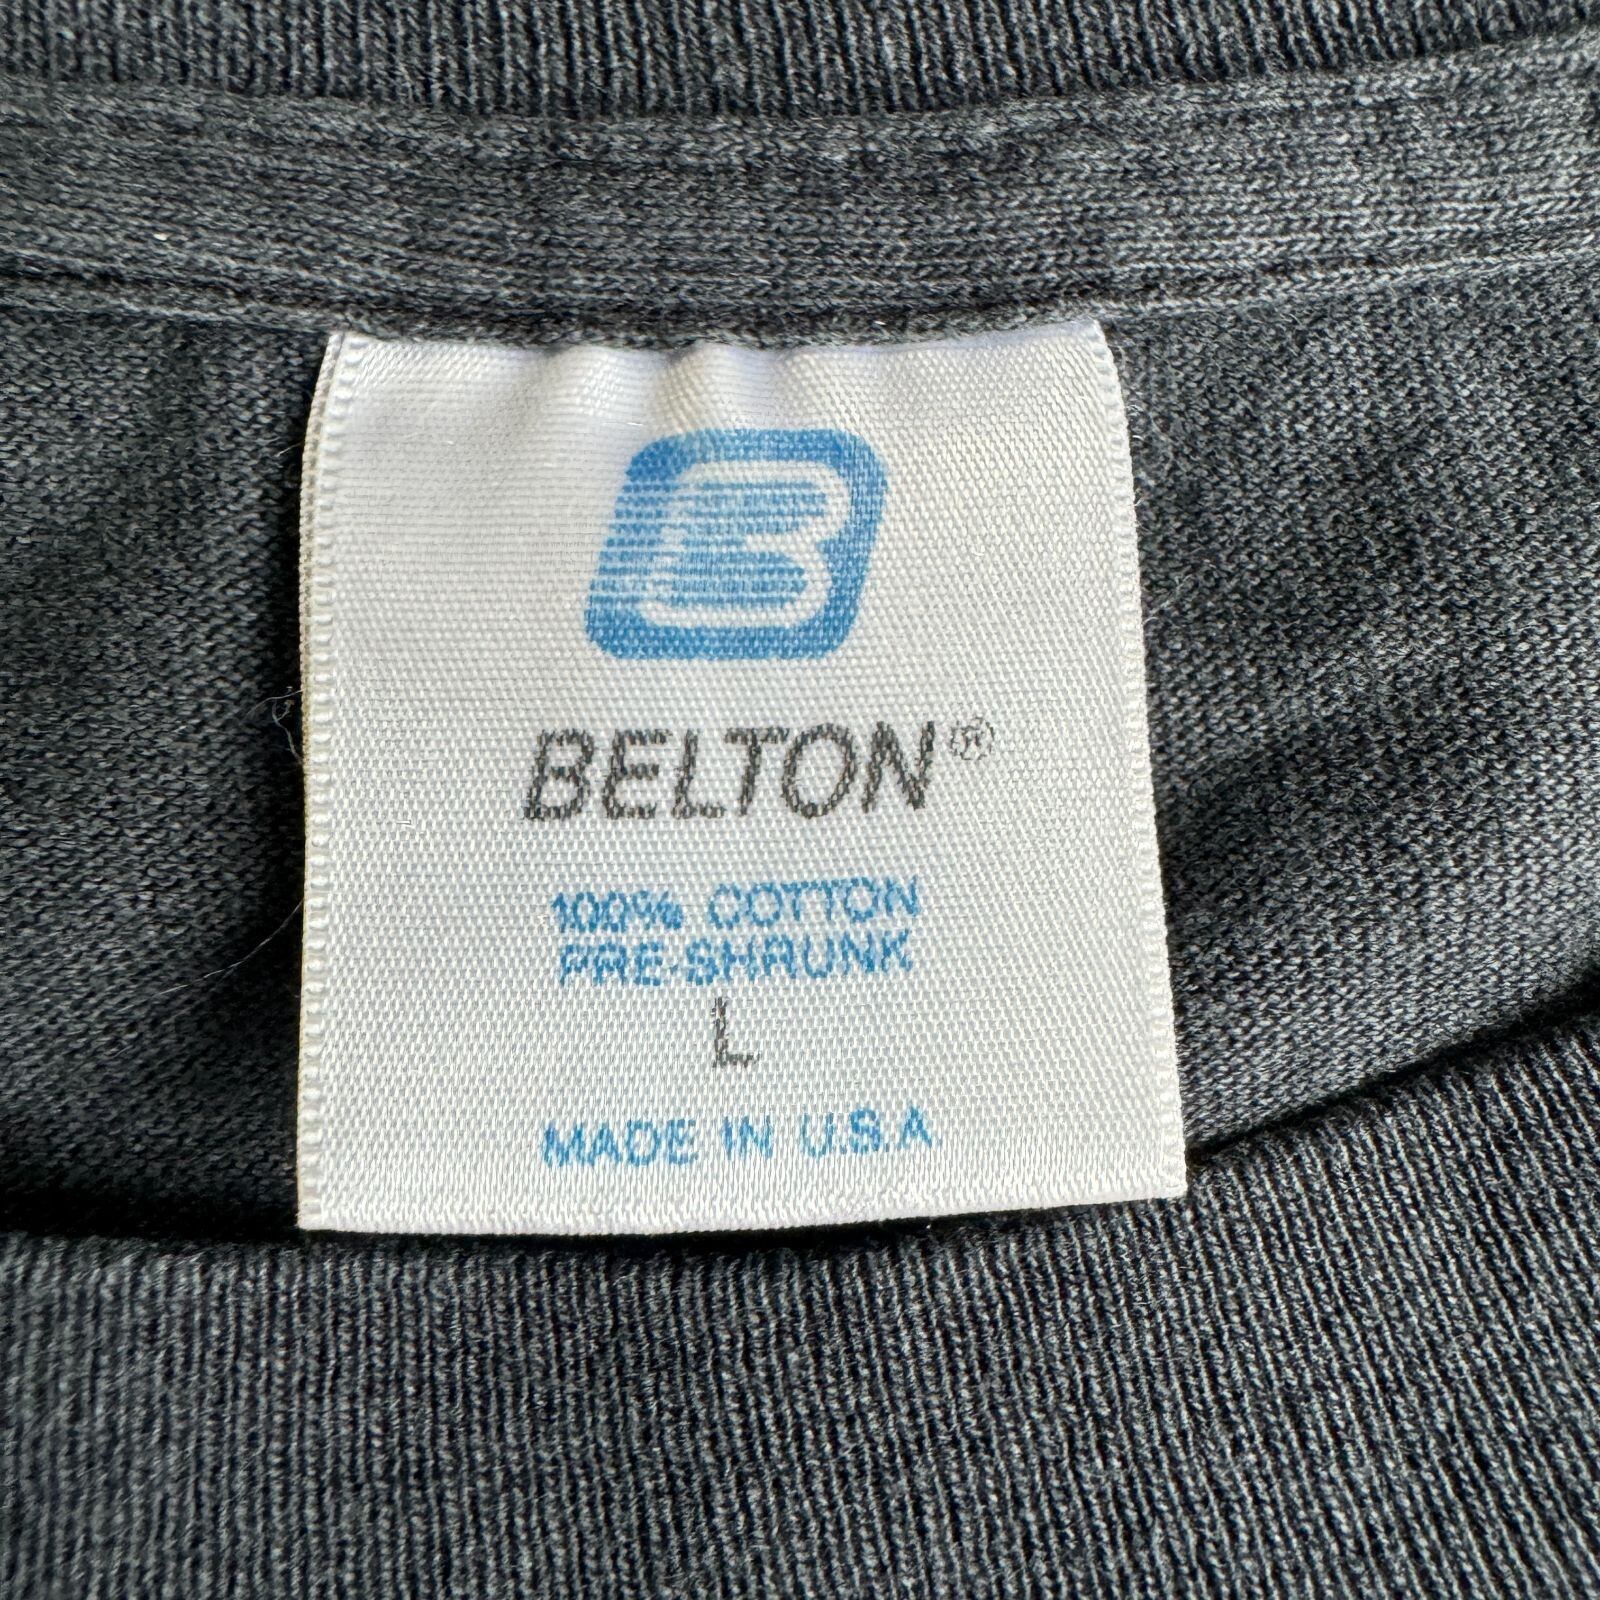 B
BELTON®
100% COTTON
PRE-SHRUNK
L
MADE IN U.S.A.